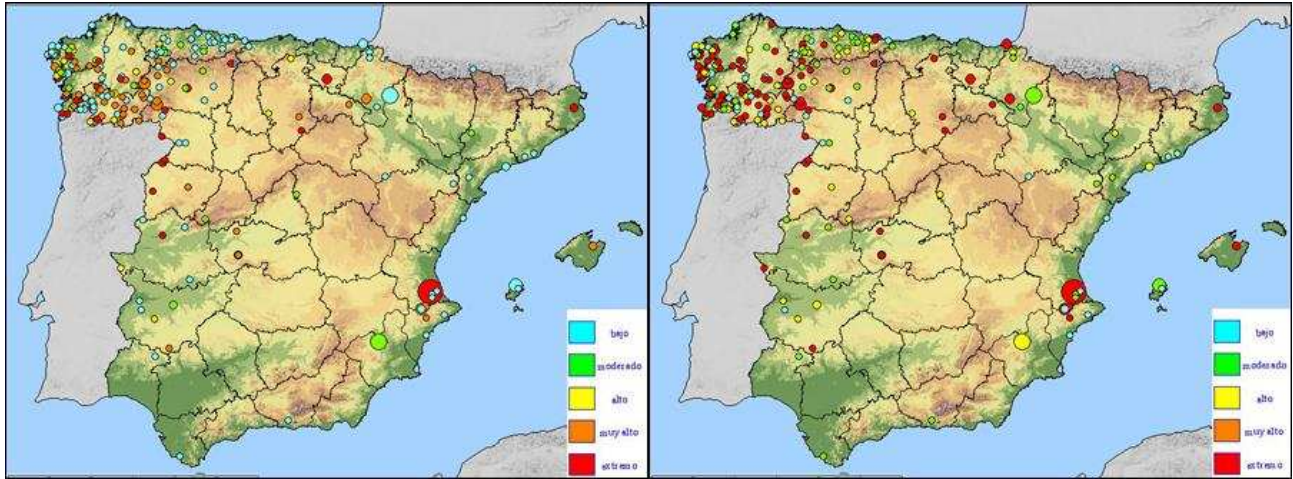 bajo
moderado
alto
muy alto
extremo
bajo
moderado
alto
muy alto
extremo